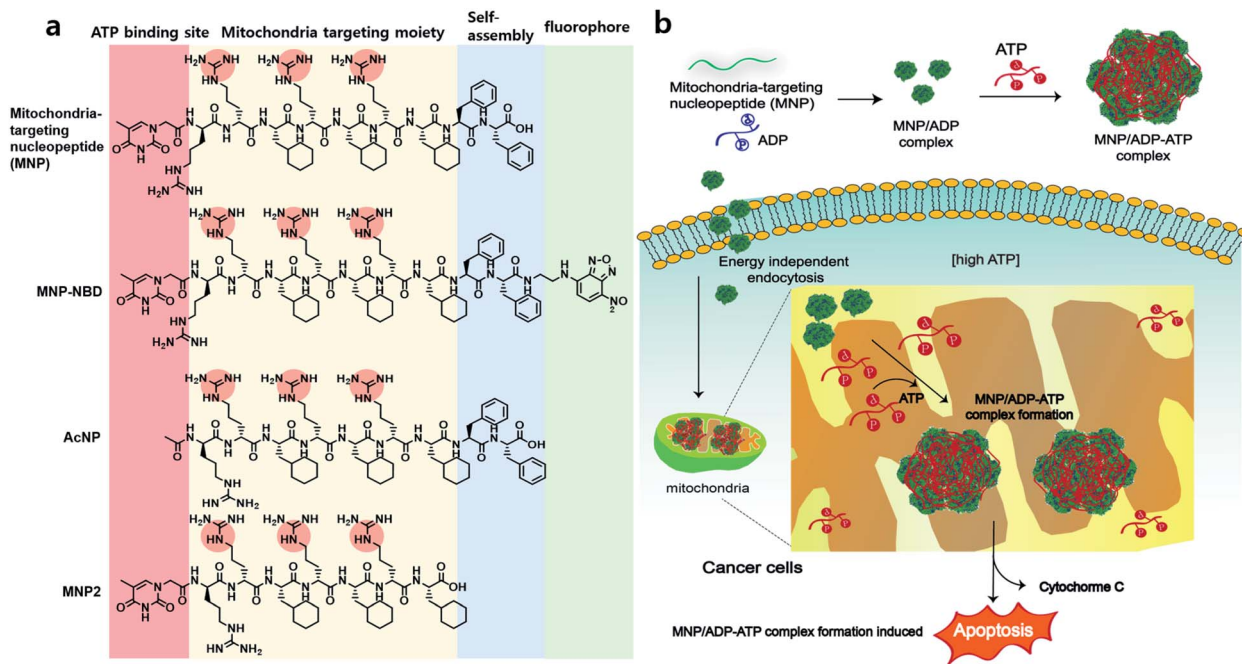 a
ATP binding site
Mitochondria targeting moiety
Self-
assembly
fluorophore
Mitochondria-
targeting
nucleopeptide
(MNP)
MNP-NBD
AcNP
MNP2
b
Mitochondria-targeting
nucleopeptide (MNP)
ADP
MNP/ADP
complex
ATP
MNP/ADP-ATP
complex
Energy independent
endocytosis
[high ATP]
ATP
MNP/ADP-ATP
complex formation
mitochondria
Cancer cells
Cytochorme C
MNP/ADP-ATP complex formation induced
Apoptosis